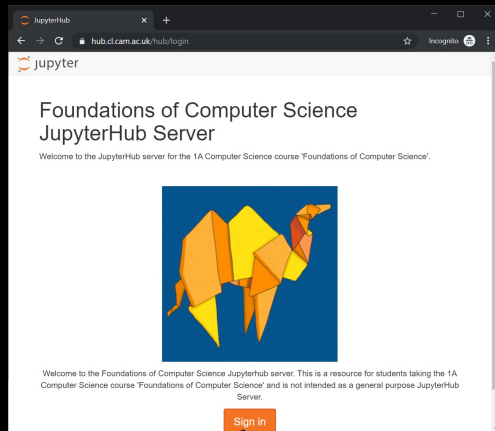 JupyterHub
hub.cl.cam.ac.uk/hub/login
Incognito
jupyter
Foundations of Computer Science
JupyterHub Server
Welcome to the JupyterHub server for the 1A Computer Science course 'Foundations of Computer Science'.
Welcome to the Foundations of Computer Science Jupyterhub server. This is a resource for students taking the 1A
Computer Science course 'Foundations of Computer Science' and is not intended as a general purpose JupyterHub
Server.
Sign in